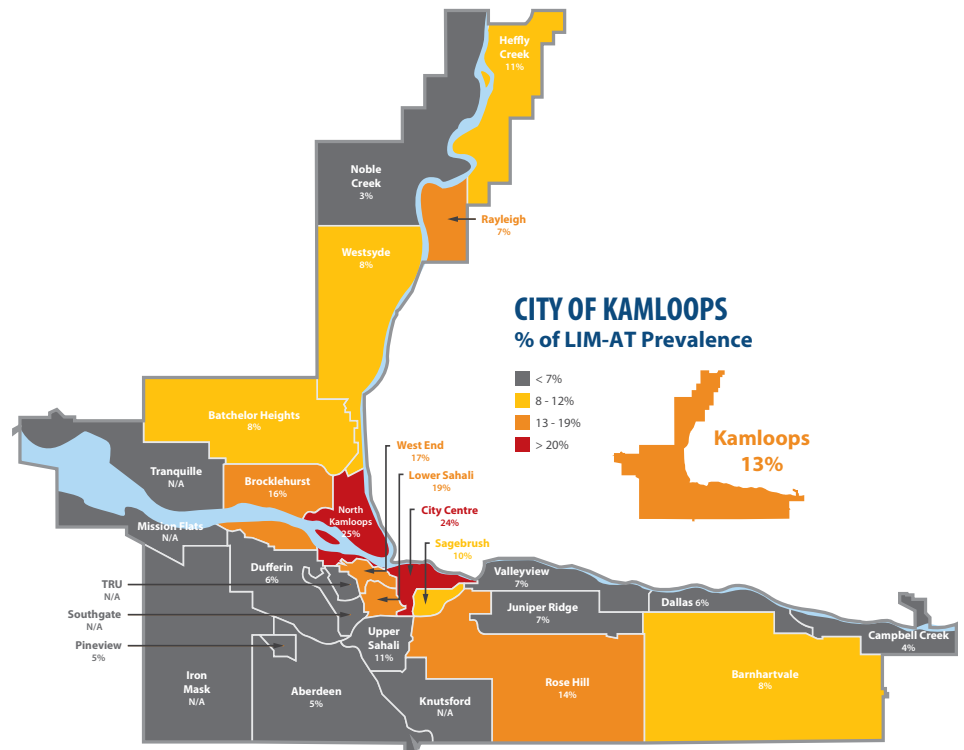 Heffly
Creek
11%
Noble
Creek
3%
Rayleigh
7%
Westsyde
8%
CITY OF KAMLOOPS
% of LIM-AT Prevalence
< 7%
8 - 12%
13 - 19%
> 20%
Kamloops
13%
Batchelor Heights
8%
West End
17%
Lower Sahali
19%
Tranquille
N/A
Brocklehurst
16%
City Centre
24%
North
Kamloops
25%
Mission Flats
N/A
Sagebrush
10%
Dufferin
6%
Valleyview
7%
TRU
N/A
Dallas 6%
Juniper Ridge
7%
Southgate
N/A
Upper
Sahali
11%
Campbell Creek
4%
Pineview
5%
Iron
Mask
N/A
Aberdeen
5%
Knutsford
N/A
Rose Hill
14%
Barnhartvale
8%